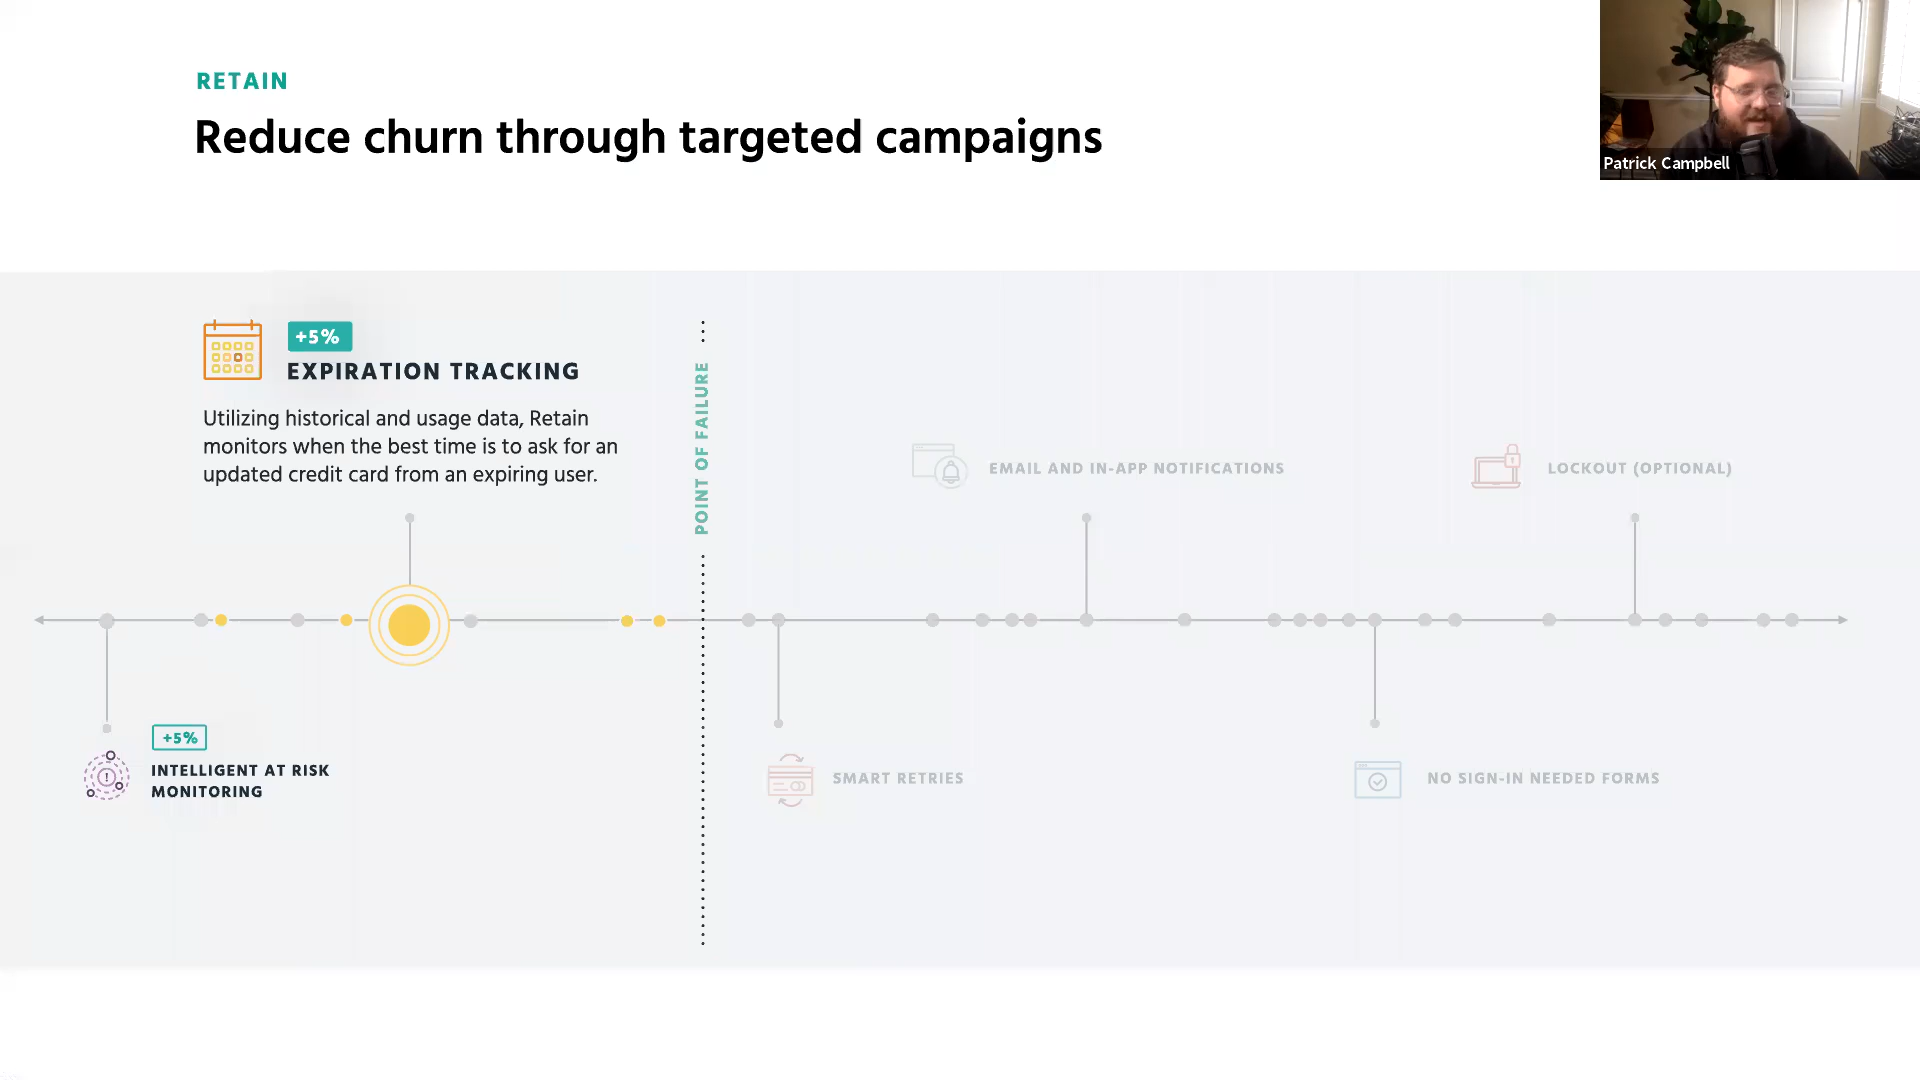 RETAIN
Reduce churn through targeted campaigns
Patrick Campbell
+5%
EXPIRATION TRACKING
Utilizing historical and usage data, Retain
monitors when the best time is to ask for an
updated credit card from an expiring user.
POINT OF FAILURE
EMAIL AND IN-APP NOTIFICATIONS
LOCKOUT (OPTIONAL)
+5%
INTELLIGENT AT RISK
MONITORING
SMART RETRIES
NO SIGN-IN NEEDED FORMS